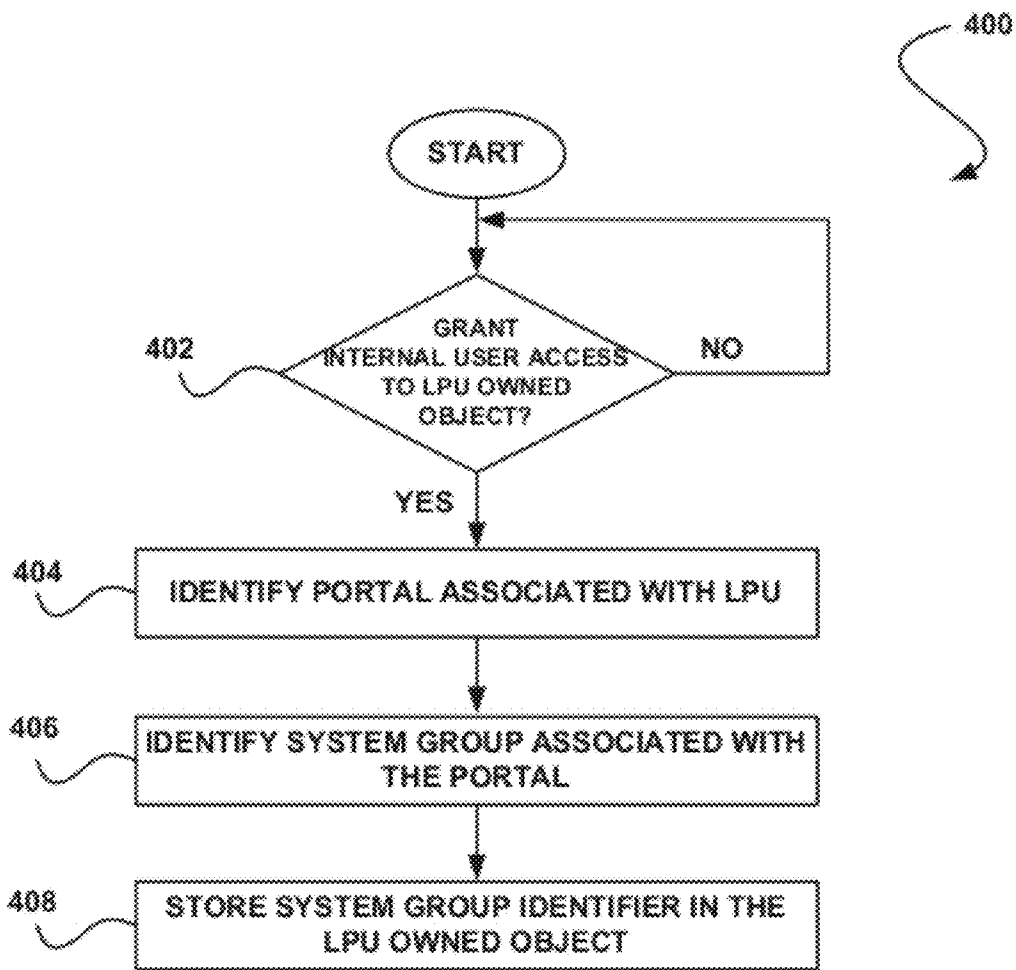 400
START
GRANT
INTERNAL USER ACCESS
TO LPU OWNED
OBJECT?
402
NO
YES
404
IDENTIFY PORTAL ASSOCIATED WITH LPU
406
IDENTIFY SYSTEM GROUP ASSOCIATED WITH
THE PORTAL
408
STORE SYSTEM GROUP IDENTIFIER IN THE
LPU OWNED OBJECT